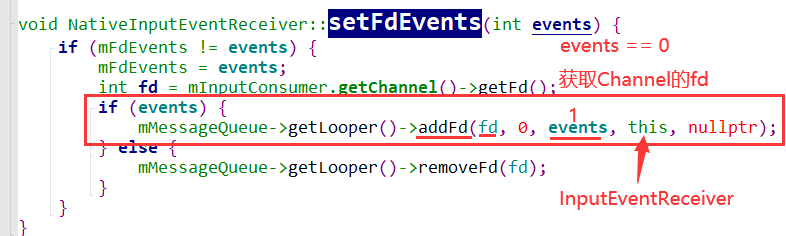 void NativeInputEventReceiver::setFdEvents(int events) {
if (mFdEvents != events) {
events == 0
mFdEvents = events;
int fd = mInputConsumer.getChannel()->getFd();
获取Channel的fd
if (events) {
1
mMessageQueue->getLooper()->addFd(fd, 0, events, this, nullptr);
} else {
mMessageQueue->getLooper()->removeFd(fd);
}
InputEventReceiver
}
}